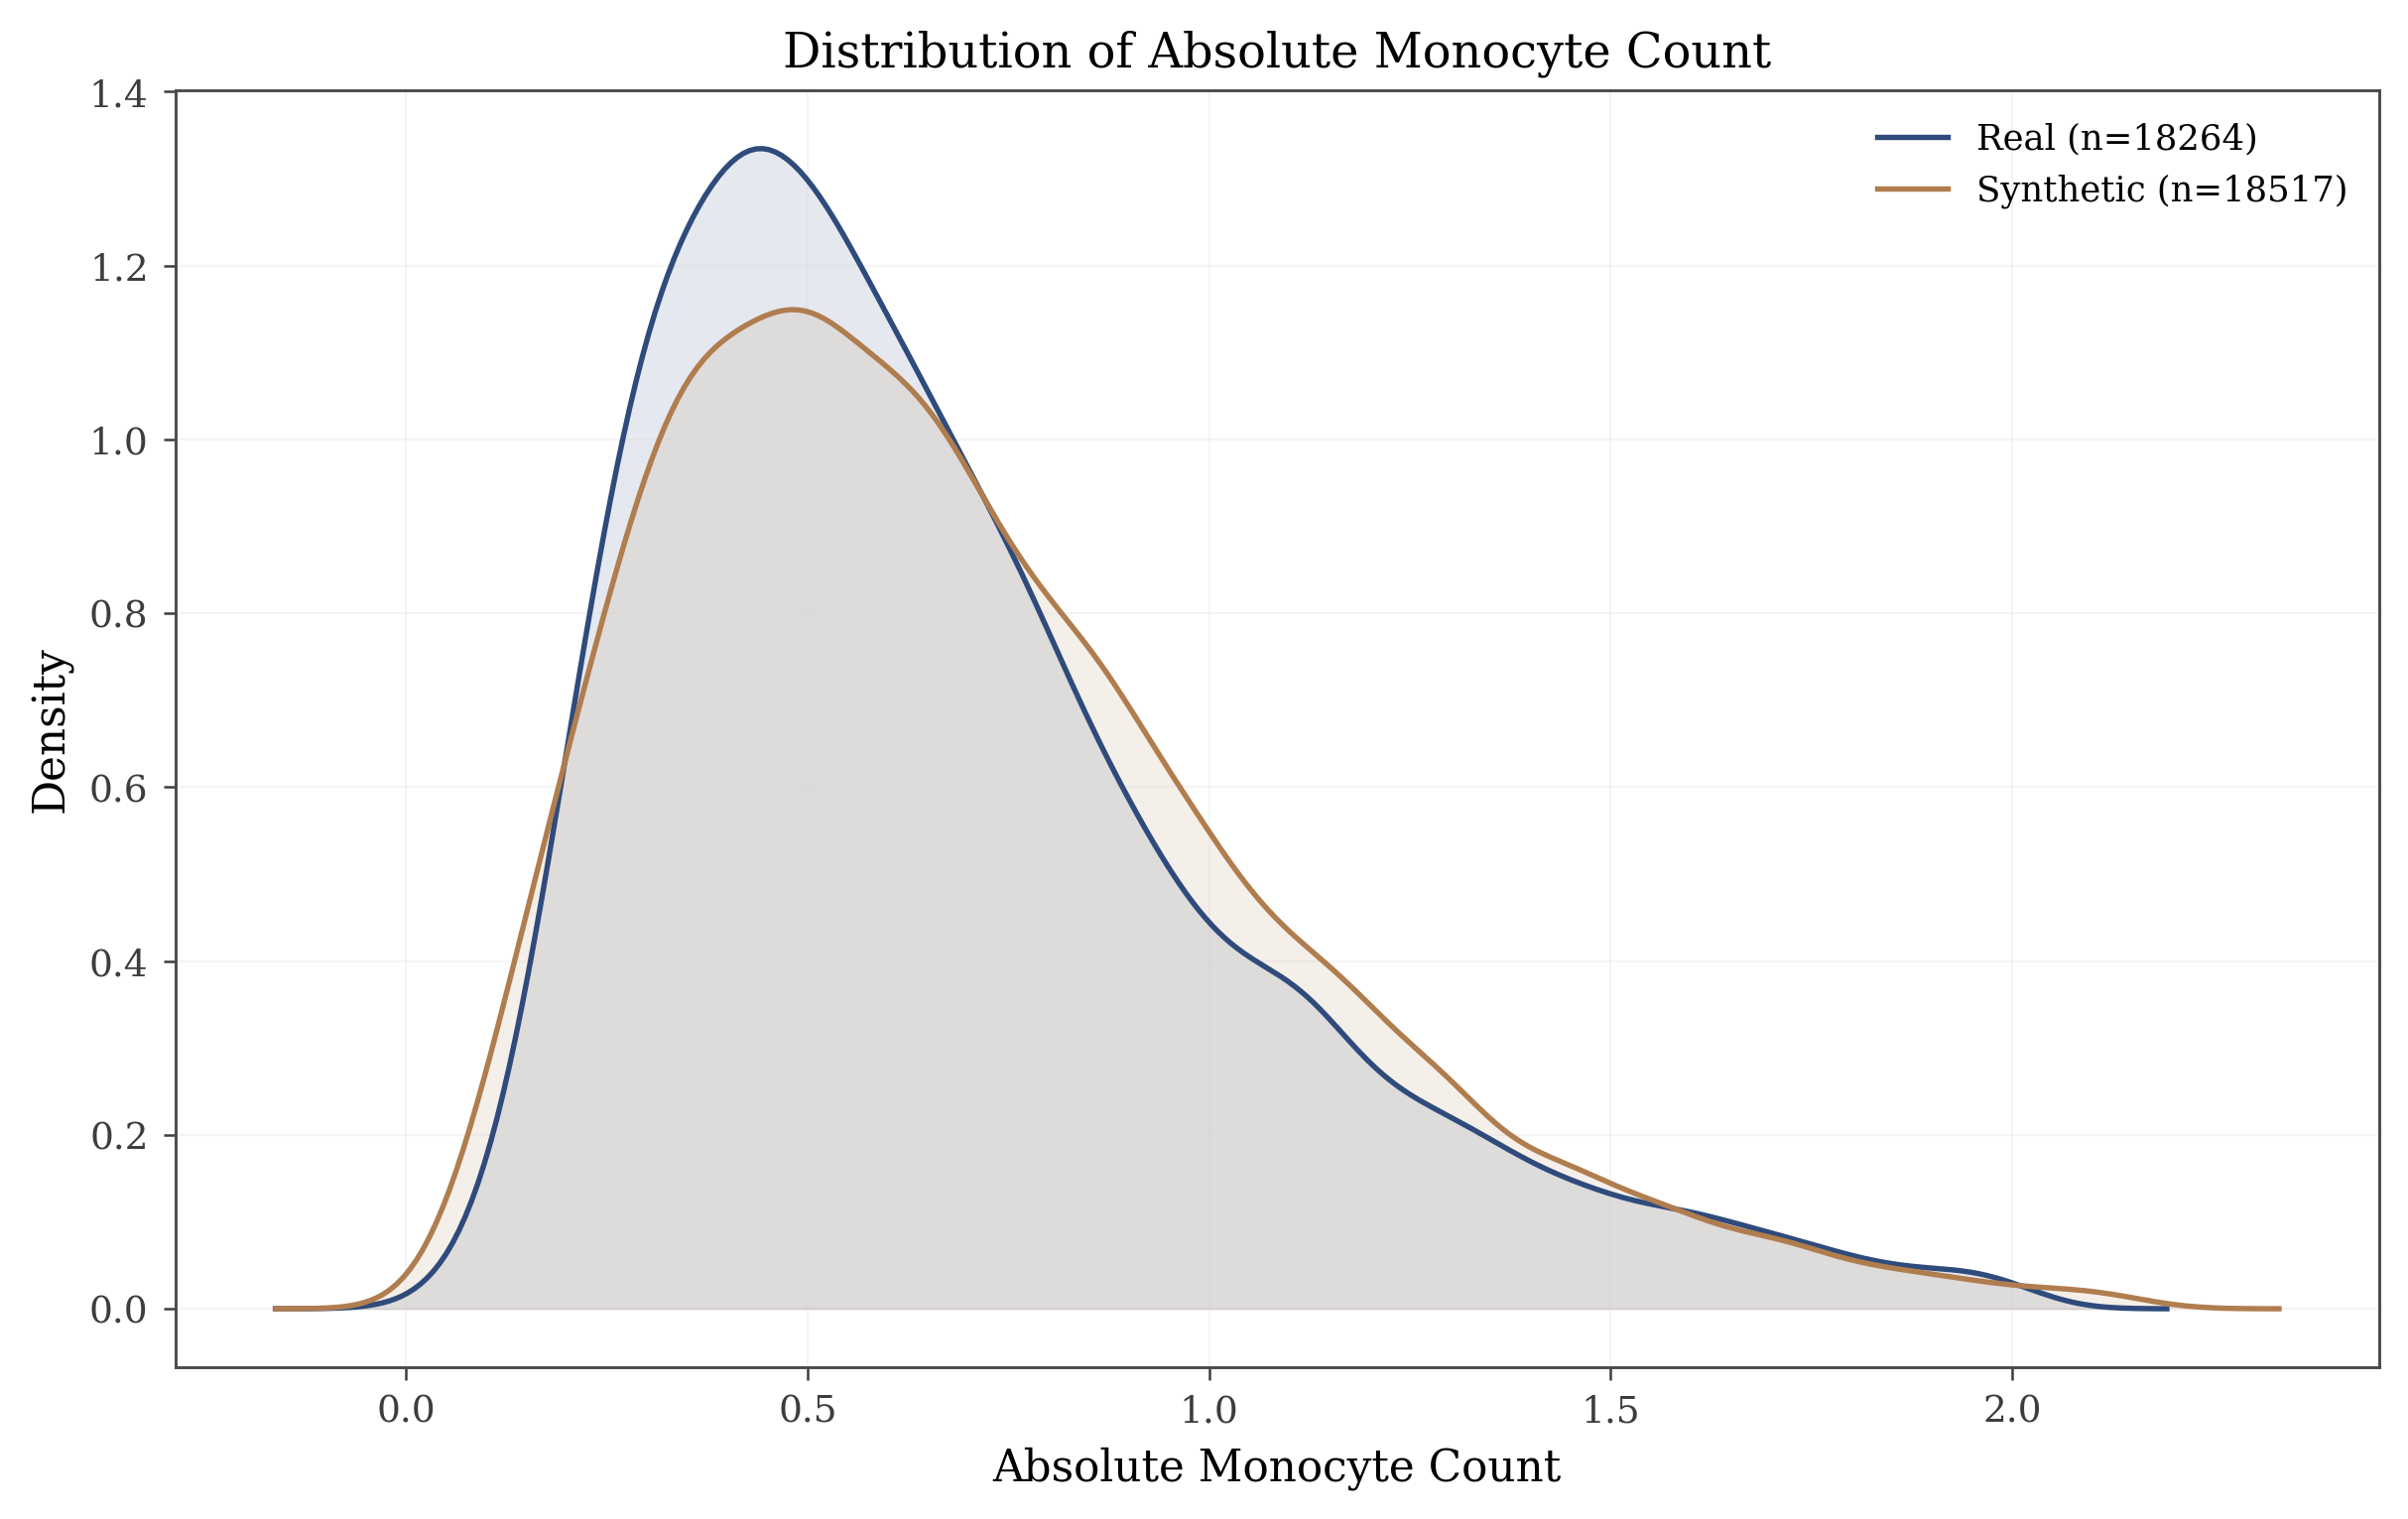 Distribution of Absolute Monocyte Count
Real (n=18264)
Synthetic (n=18517)
Density
1.4
1.2
1.0
0.8
0.6
0.4
0.2
0.0
0.0 0.5 1.0 1.5 2.0
Absolute Monocyte Count